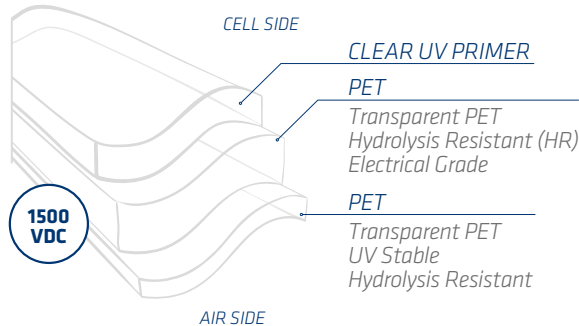 CELL SIDE
CLEAR UV PRIMER
PET
Transparent PET
Hydrolysis Resistant (HR)
Electrical Grade
PET
Transparent PET
UV Stable
Hydrolysis Resistant
1500
VDC
AIR SIDE